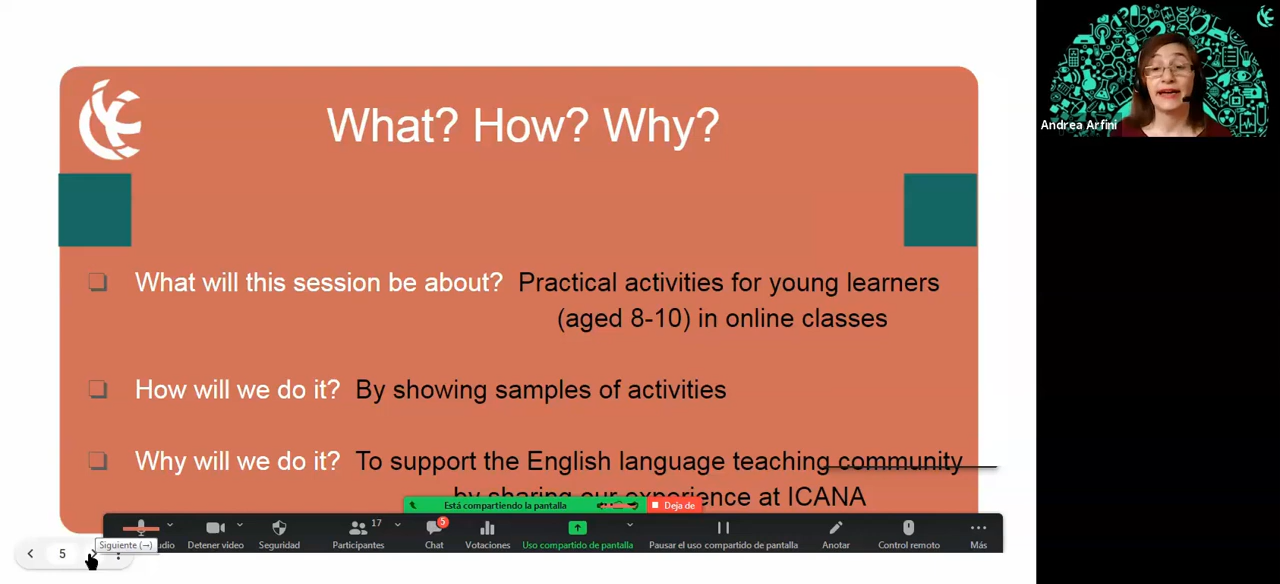 What? How? Why?
Andrea Arfini
What will this session be about? Practical activities for young learners
(aged 8-10) in online classes
How will we do it? By showing samples of activities
Why will we do it? To support the English language teaching community
by sharing our experience at ICANA
Está compartiendo la pantalla
Deja de
17
5
Detener video
Seguridad
Participantes
Chat
Votaciones
Uso compartido de pantalla
Pausar el uso compartido de pantalla
Anotar
Control remoto
Más
5
Siguiente (→)